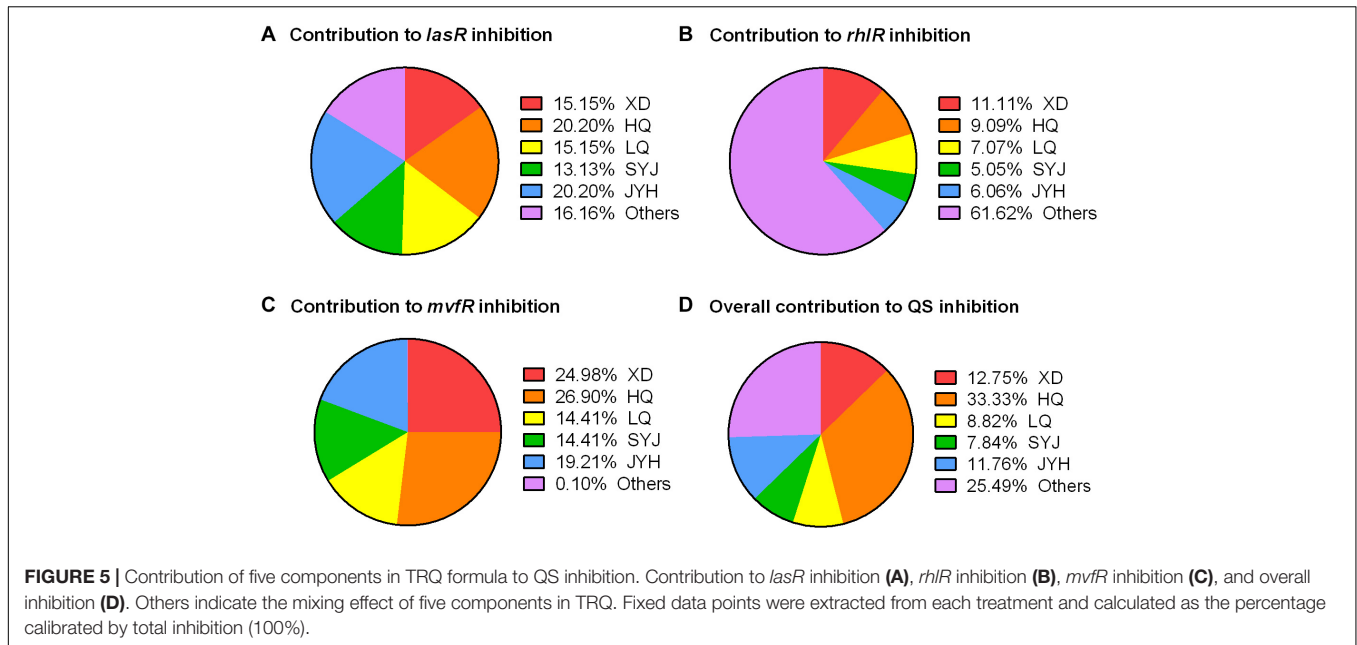 A Contribution to lasR inhibition
15.15% XD
20.20% HQ
15.15% LQ
13.13% SYJ
20.20% JYH
16.16% Others
B Contribution to rhlR inhibition
11.11% XD
9.09% HQ
7.07% LQ
5.05% SYJ
6.06% JYH
61.62% Others
C Contribution to mvfR inhibition
24.98% XD
26.90% HQ
14.41% LQ
14.41% SYJ
19.21% JYH
0.10% Others
D Overall contribution to QS inhibition
12.75% XD
33.33% HQ
8.82% LQ
7.84% SYJ
11.76% JYH
25.49% Others
FIGURE 5 | Contribution of five components in TRQ formula to QS inhibition. Contribution to lasR inhibition (A), rhlR inhibition (B), mvfR inhibition (C), and overall
inhibition (D). Others indicate the mixing effect of five components in TRQ. Fixed data points were extracted from each treatment and calculated as the percentage
calibrated by total inhibition (100%).